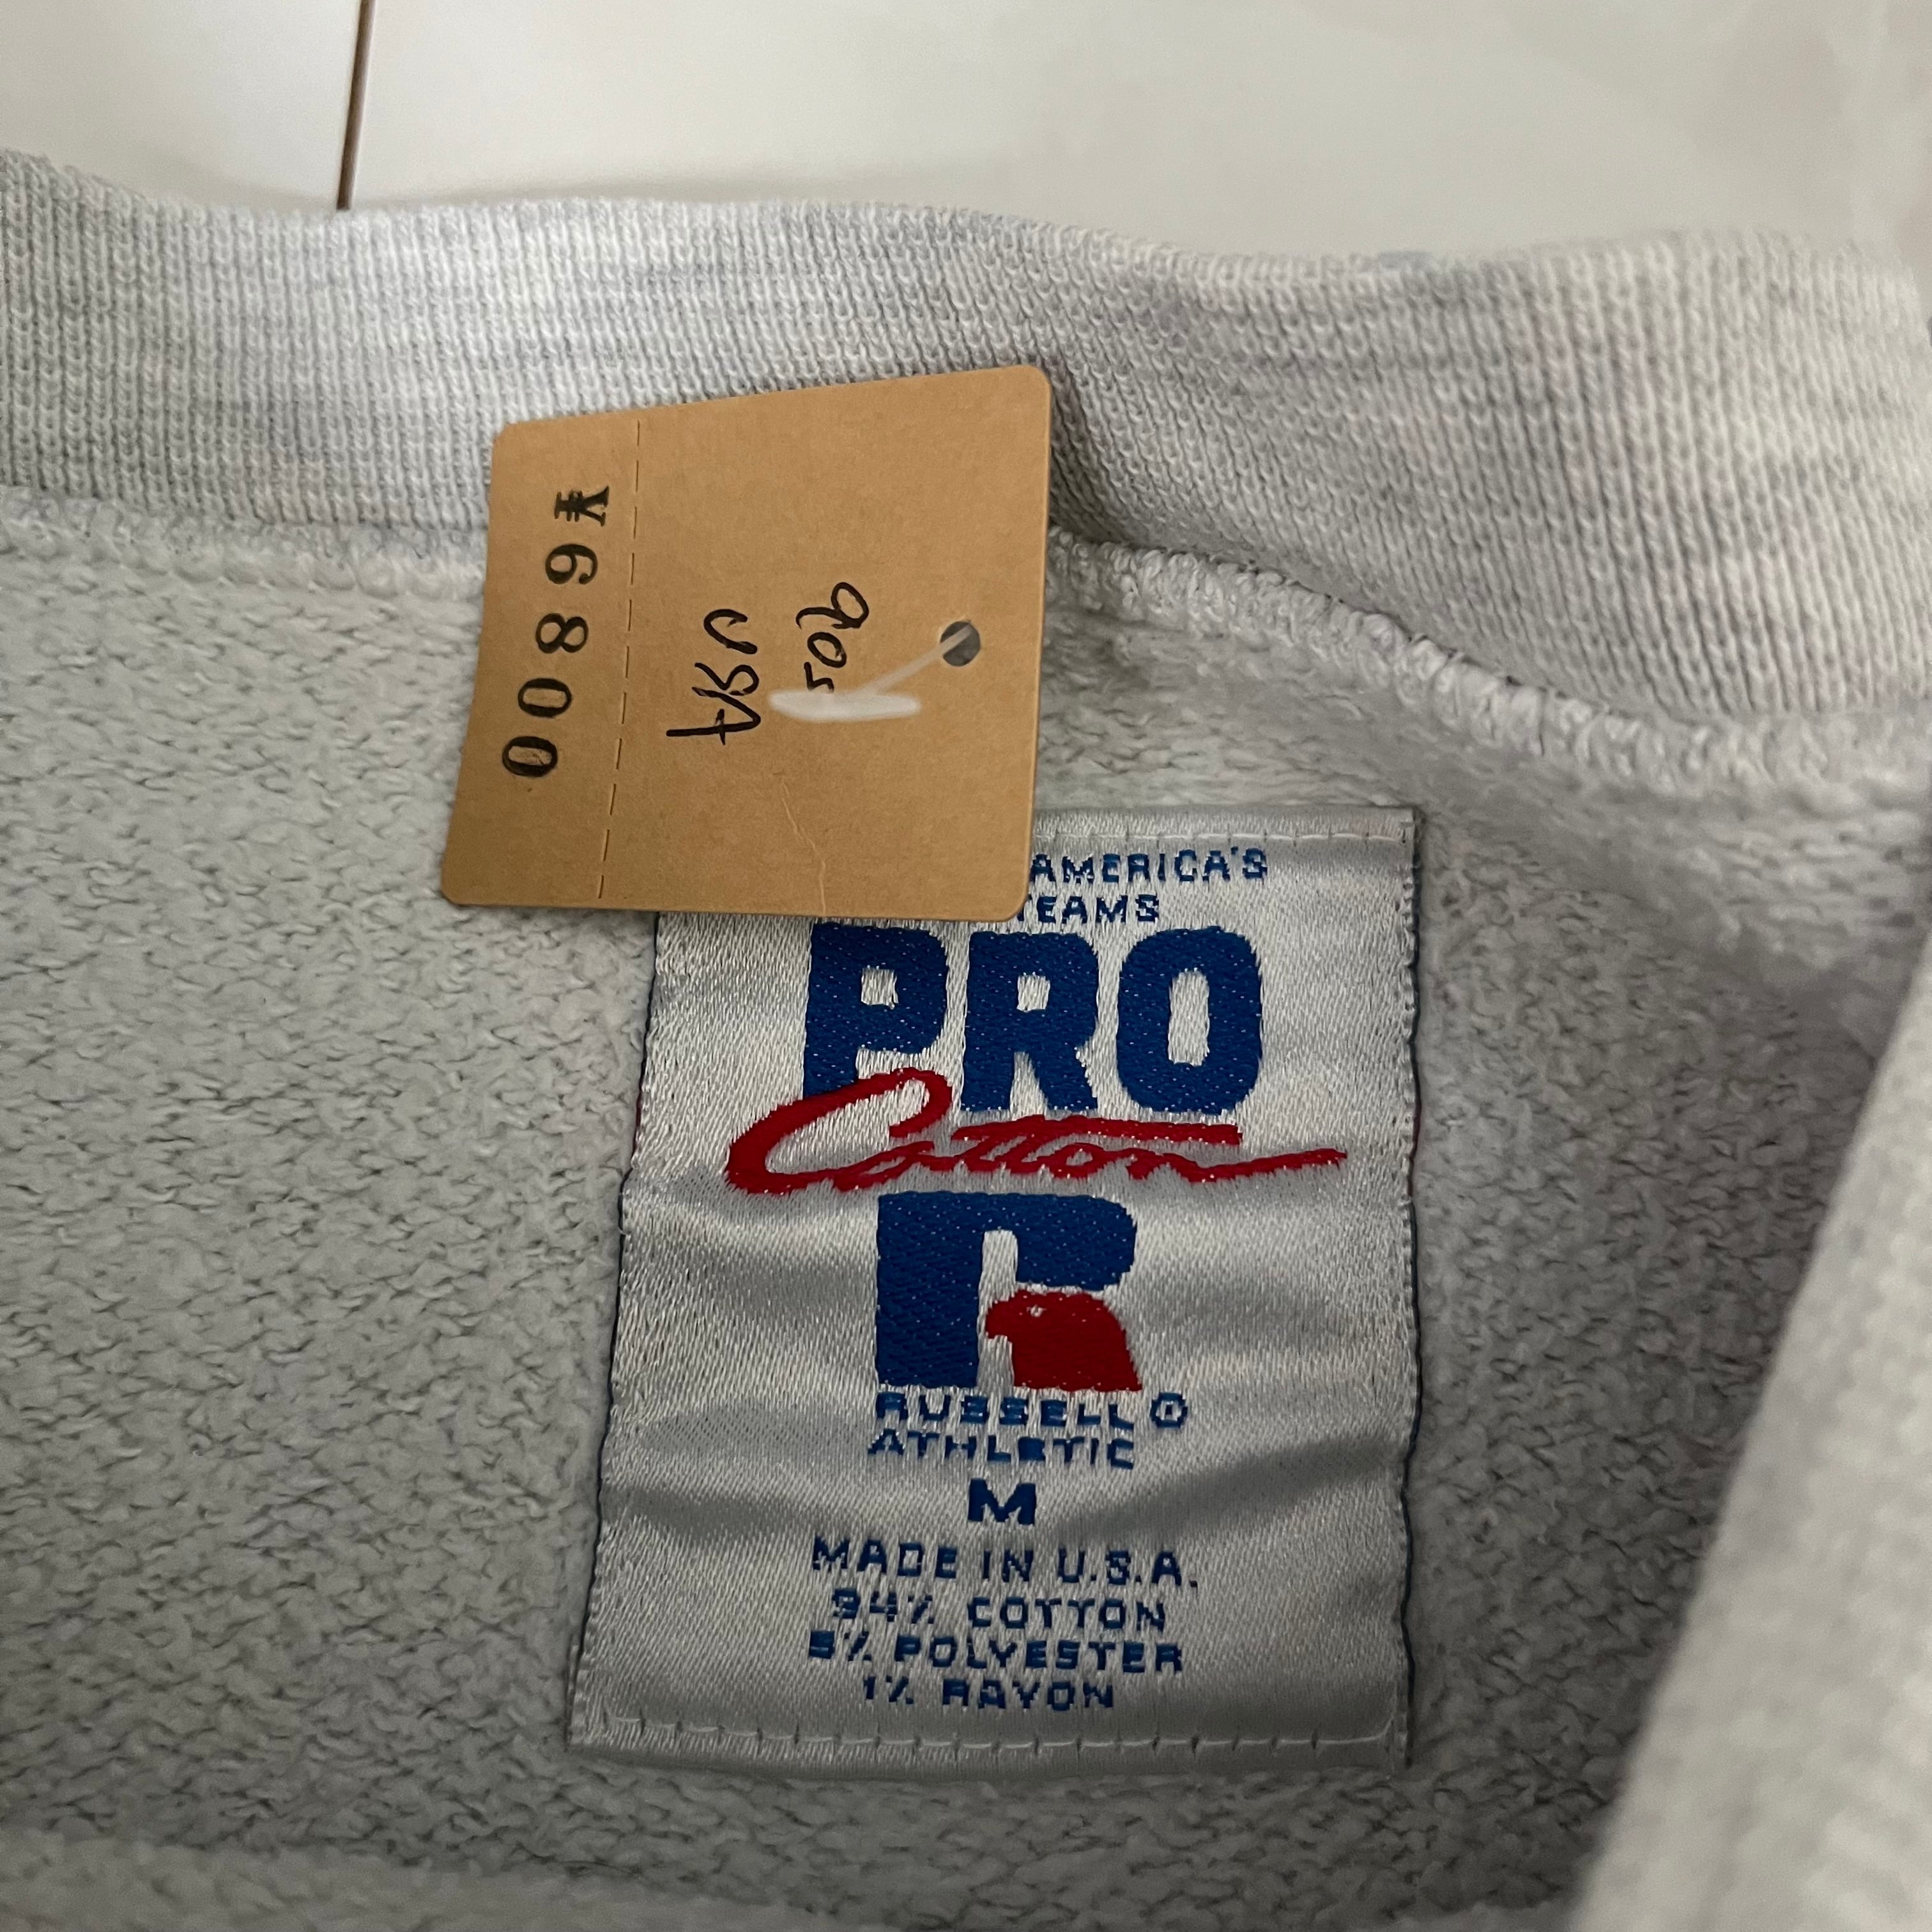 90s
USA
¥6800
AMERICA'S
TEAMS
PRO
Cotton
RUSSELL®
ATHLETIC
M
MADE IN U.S.A.
94% COTTON
5% POLYESTER
1% RAYON